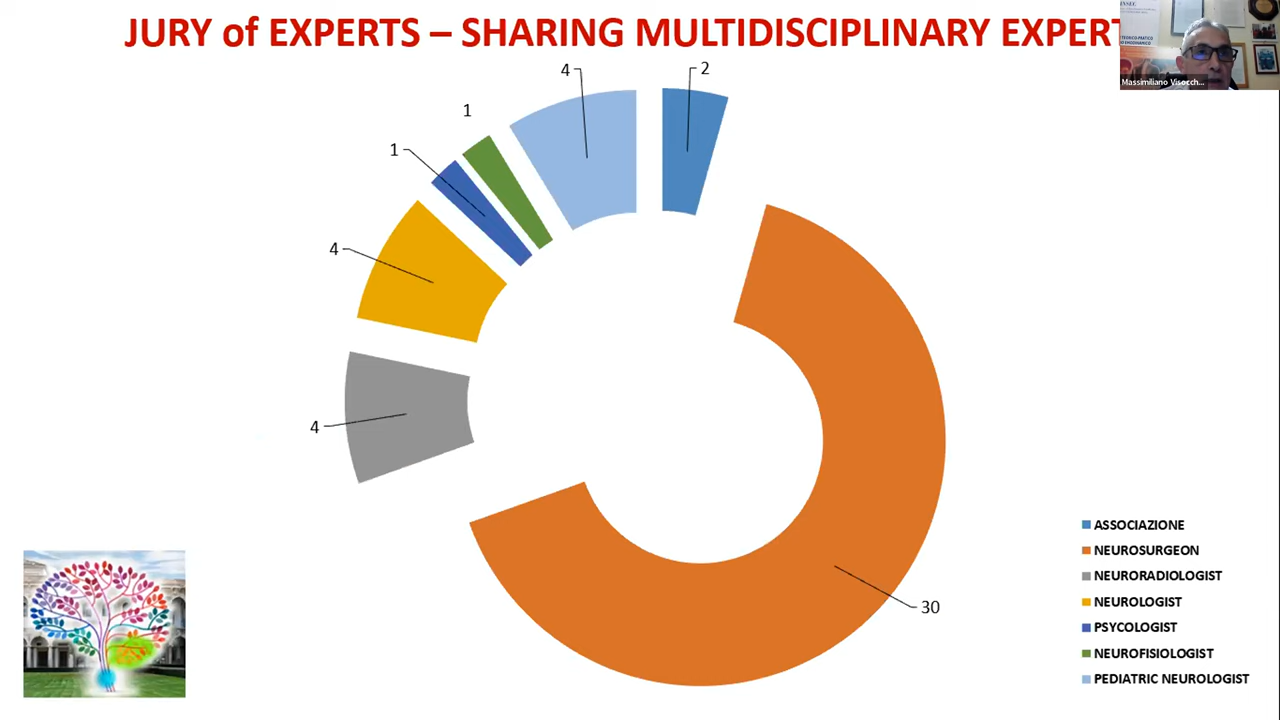 JURY of EXPERTS – SHARING MULTIDISCIPLINARY EXPERT
Massimiliano Visocch...
4
2
1
1
4
4
30
ASSOCIAZIONE
NEUROSURGEON
NEURORADIOLOGIST
NEUROLOGIST
PSYCOLOGIST
NEUROFISIOLOGIST
PEDIATRIC NEUROLOGIST